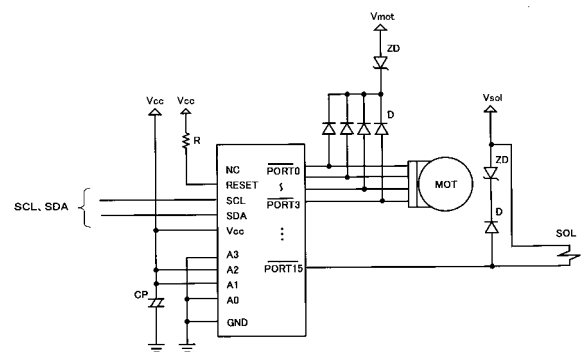 Vmot
ZD
Vcc
Vcc
D
Vsol
R
ZD
NC
PORT0
RESET
MOT
SCL、SDA
SCL
~
D
SDA
PORT3
SOL
Vcc
⋮
A3
A2
PORT15
CP
A1
A0
GND